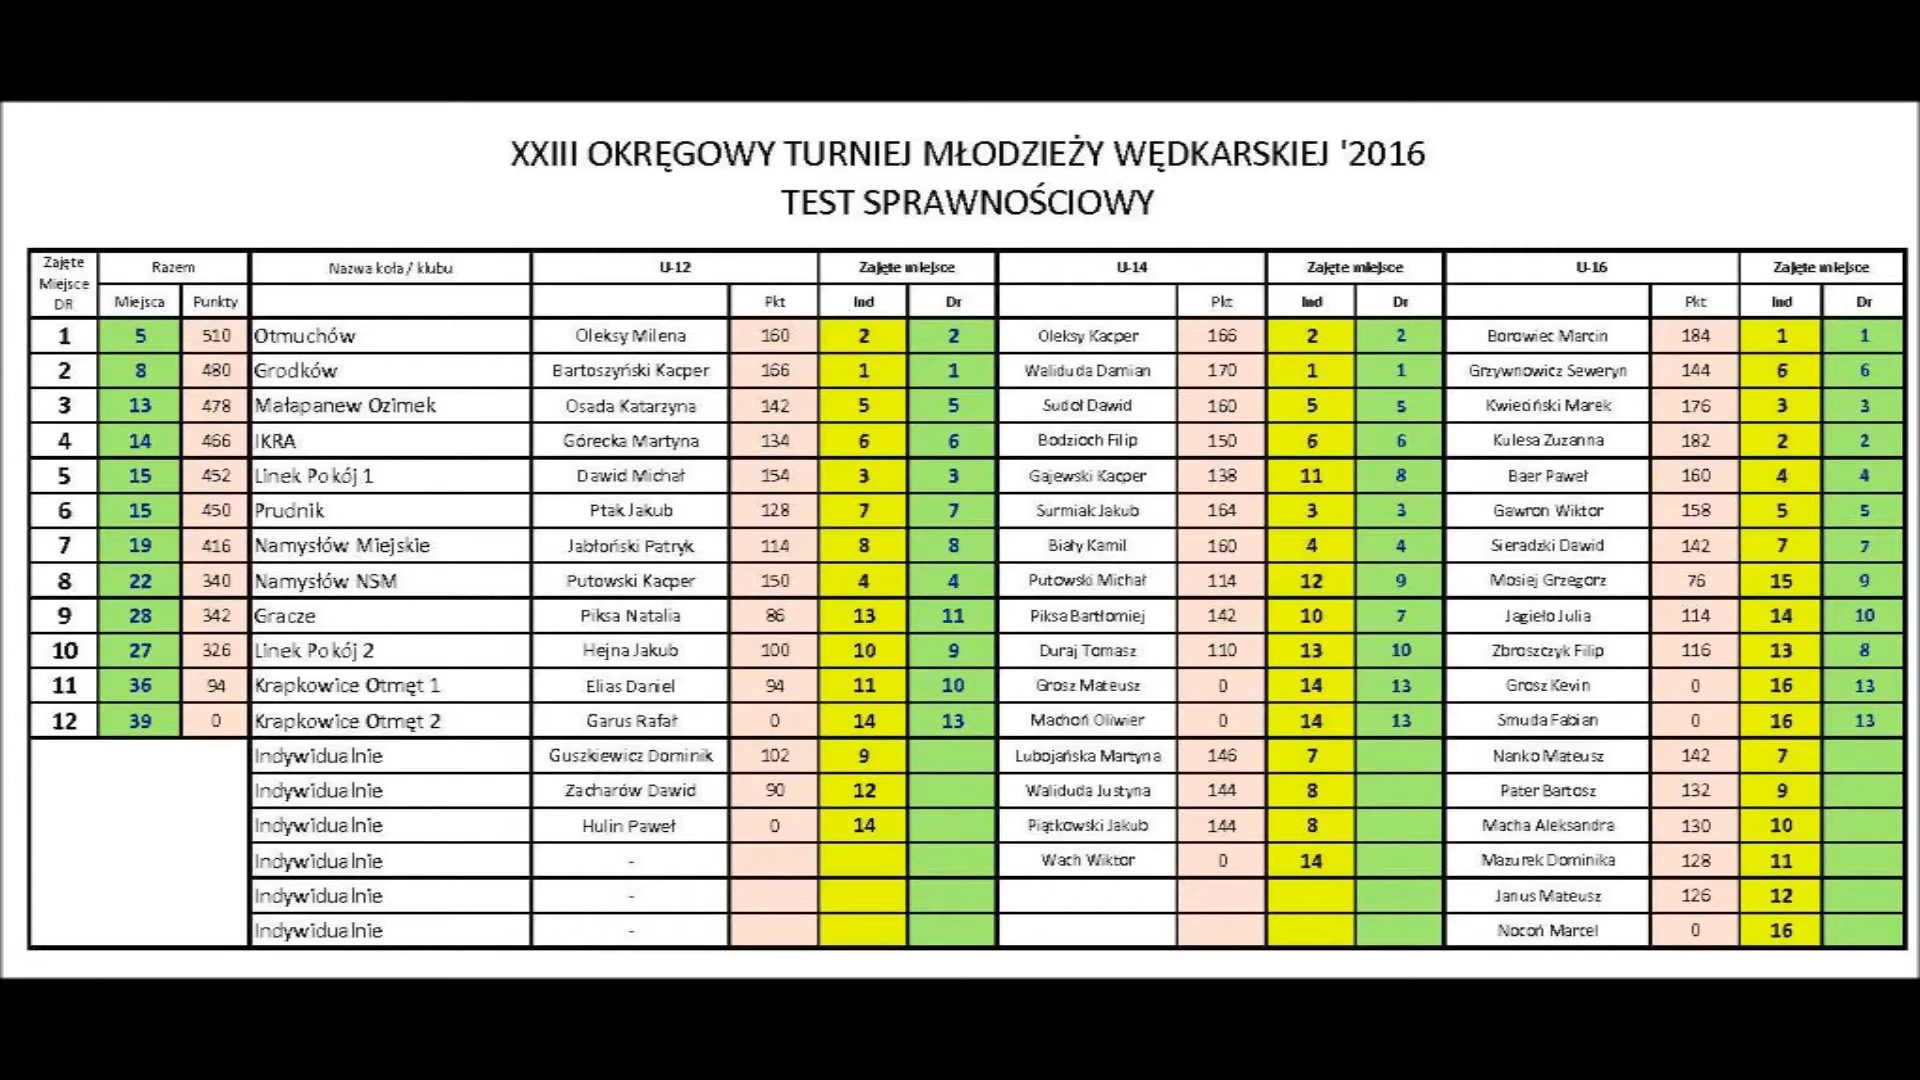 XXIII OKRĘGOWY TURNIEJ MŁODZIEŻY WĘDKARSKIEJ '2016
TEST SPRAWNOŚCIOWY
Zajęte Miejsce DR Razem Nazwa koła / klubu U-12 Zajęte miejsce U-14 Zajęte miejsce U-16 Zajęte miejsce
Miejsca Punkty Pkt Ind Dr Pkt Ind Dr Pkt Ind Dr
1 5 510 Otmuchów Oleksy Milena 160 2 2 Oleksy Kacper 166 2 2 Borowiec Marcin 184 1 1
2 8 480 Grodków Bartoszyński Kacper 166 1 1 Waliduda Damian 170 1 1 Grzywnowicz Seweryn 144 6 6
3 13 478 Małapanew Ozimek Osada Katarzyna 142 5 5 Sudoł Dawid 160 5 5 Kwieciński Marek 176 3 3
4 14 466 IKRA Górecka Martyna 134 6 6 Bodzioch Filip 150 6 6 Kulesa Zuzanna 182 2 2
5 15 452 Linek Pokój 1 Dawid Michał 154 3 3 Gajewski Kacper 138 11 8 Baer Paweł 160 4 4
6 15 450 Prudnik Ptak Jakub 128 7 7 Surmiak Jakub 164 3 3 Gawron Wiktor 158 5 5
7 19 416 Namysłów Miejskie Jabłoński Patryk 114 8 8 Biały Kamil 160 4 4 Sieradzki Dawid 142 7 7
8 22 340 Namysłów NSM Putowski Kacper 150 4 4 Putowski Michał 114 12 9 Mosiej Grzegorz 76 15 9
9 28 342 Gracze Piksa Natalia 86 13 11 Piksa Bartłomiej 142 10 7 Jagieło Julia 114 14 10
10 27 326 Linek Pokój 2 Hejna Jakub 100 10 9 Duraj Tomasz 110 13 10 Zbroszczyk Filip 116 13 8
11 36 94 Krapkowice Otmęt 1 Elias Daniel 94 11 10 Grosz Mateusz 0 14 13 Grosz Kevin 0 16 13
12 39 0 Krapkowice Otmęt 2 Garus Rafał 0 14 13 Machoń Oliwier 0 14 13 Smuda Fabian 0 16 13
Indywidualnie Guszkiewicz Dominik 102 9 Lubojańska Martyna 146 7 Nanko Mateusz 142 7
Indywidualnie Zacharów Dawid 90 12 Waliduda Justyna 144 8 Pater Bartosz 132 9
Indywidualnie Hulin Paweł 0 14 Piątkowski Jakub 144 8 Macha Aleksandra 130 10
Indywidualnie - Wach Wiktor 0 14 Mazurek Dominika 128 11
Indywidualnie - Janus Mateusz 126 12
Indywidualnie - Nocoń Marcel 0 16